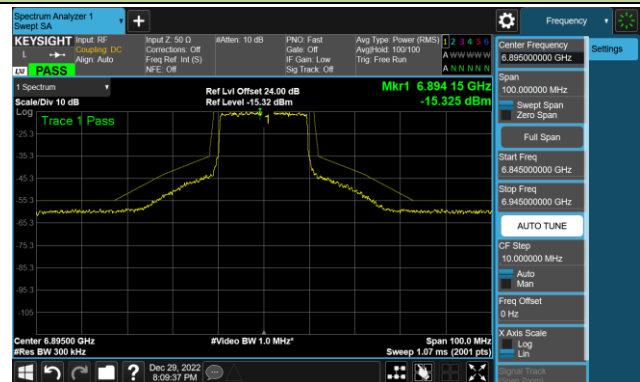 Spectrum Analyzer 1
Swept SA
Frequency
KEYSIGHT
Input: RF
Coupling: DC
Align: Auto
Input Z: 50 Ω
Corrections: Off
Freq Ref: Int (S)
NFE: Off
#Atten: 10 dB
PNO: Fast
Gate: Off
IF Gain: Low
Sig Track: Off
Avg Type: Power (RMS)
Avg|Hold: 100/100
Trig: Free Run
1 2 3 4 5 6
A W W W W W
A N N N N N
L
LXI PASS
1 Spectrum
Scale/Div 10 dB
Ref Lvl Offset 24.00 dB
Ref Level -15.32 dBm
Mkr1 6.894 15 GHz
-15.325 dBm
Log
Trace 1 Pass
1
-25.3
-35.3
-45.3
-55.3
-65.3
-75.3
-85.3
-95.3
-105
Center 6.89500 GHz
#Res BW 300 kHz
#Video BW 1.0 MHz*
Span 100.0 MHz
Sweep 1.07 ms (2001 pts)
Dec 29, 2022
8:09:37 PM
Center Frequency
6.895000000 GHz
Settings
Span
100.000000 MHz
Swept Span
Zero Span
Full Span
Start Freq
6.845000000 GHz
Stop Freq
6.945000000 GHz
AUTO TUNE
CF Step
10.000000 MHz
Auto
Man
Freq Offset
0 Hz
X Axis Scale
Log
Lin
Signal Track